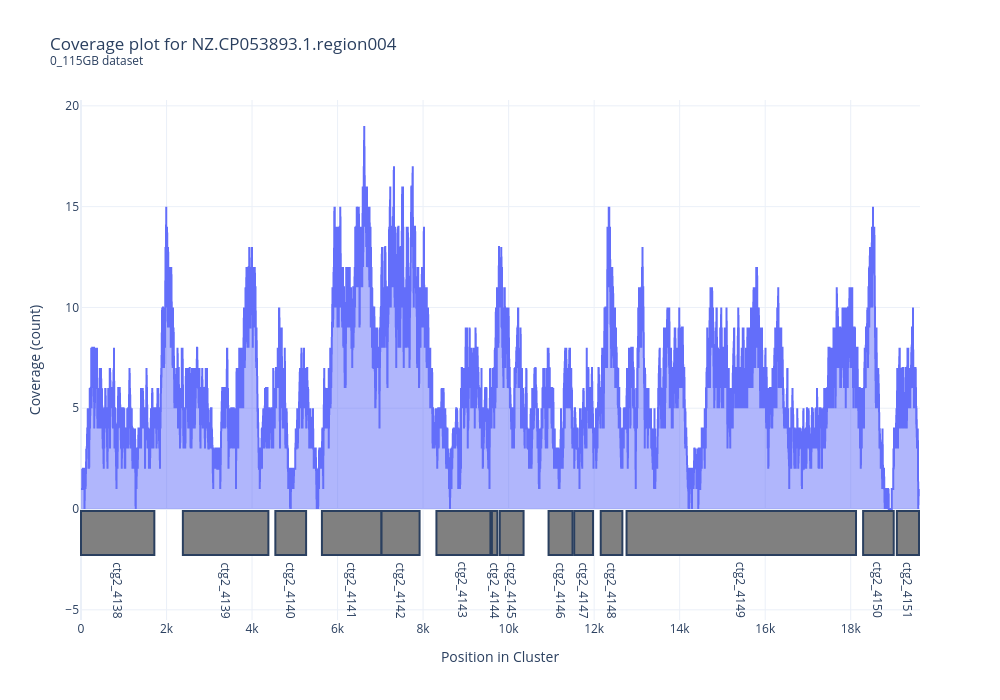 Coverage plot for NZ.CP053893.1.region004
0_115GB dataset
20
15
10
5
0
−5
Coverage (count)
ctg2_4138
ctg2_4139
ctg2_4140
ctg2_4141
ctg2_4142
ctg2_4143
ctg2_4144
ctg2_4145
ctg2_4146
ctg2_4147
ctg2_4148
ctg2_4149
ctg2_4150
ctg2_4151
0 2k 4k 6k 8k 10k 12k 14k 16k 18k
Position in Cluster